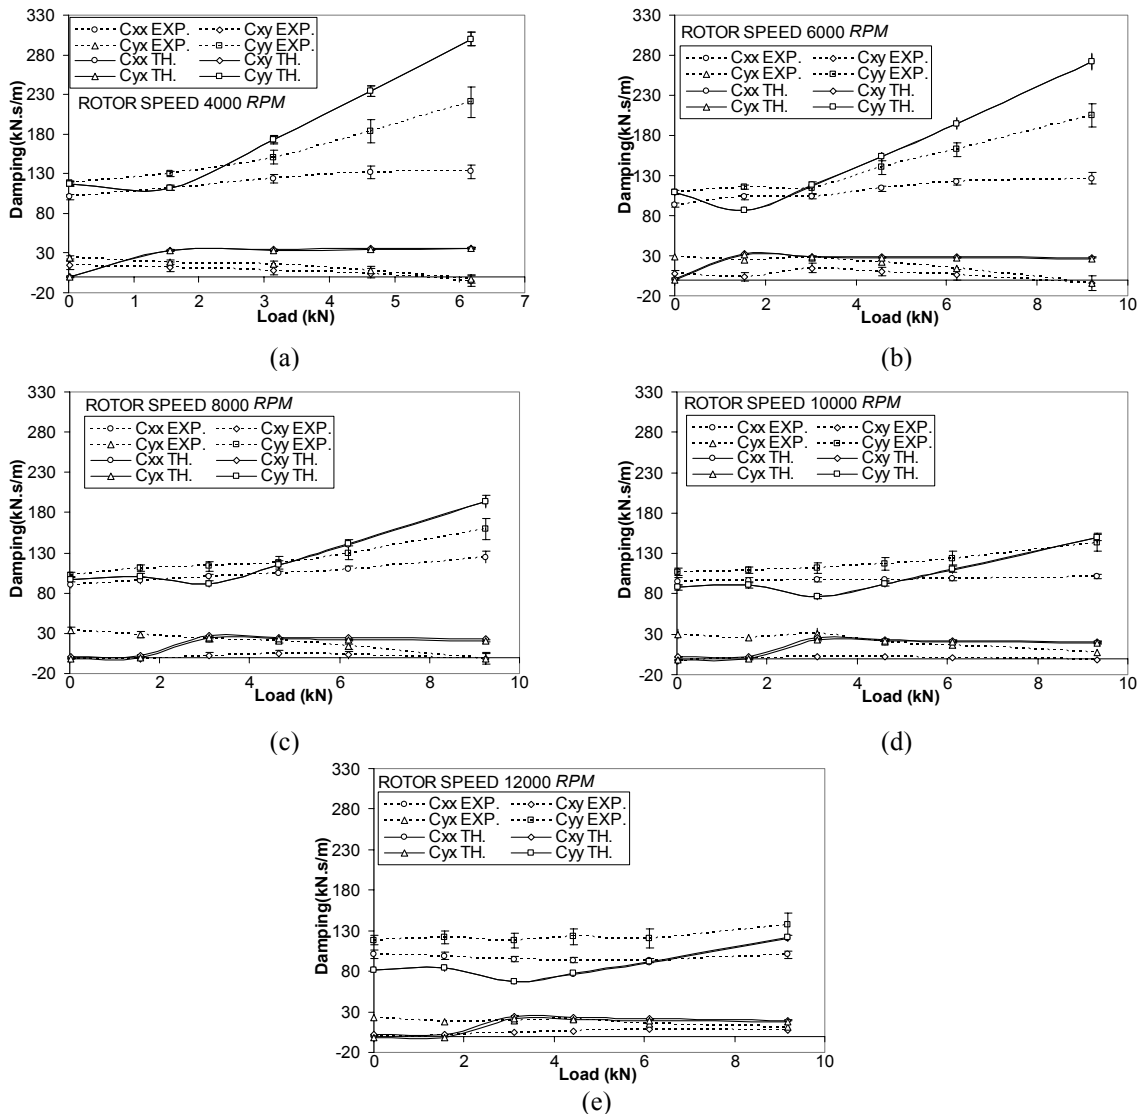 330
280
230
180
130
80
30
-20
Damping(kN.s/m)
Cxx EXP. Cxy EXP.
Cyx EXP. Cyy EXP.
Cxx TH. Cxy TH.
Cyx TH. Cyy TH.
ROTOR SPEED 4000 RPM
0 1 2 3 4 5 6 7
Load (kN)
(a)
330
280
230
180
130
80
30
-20
Damping(kN.s/m)
ROTOR SPEED 6000 RPM
Cxx EXP. Cxy EXP.
Cyx EXP. Cyy EXP.
Cxx TH. Cxy TH.
Cyx TH. Cyy TH.
0 2 4 6 8 10
Load (kN)
(b)
330
280
230
180
130
80
30
-20
Damping(kN.s/m)
ROTOR SPEED 8000 RPM
Cxx EXP. Cxy EXP.
Cyx EXP. Cyy EXP.
Cxx TH. Cxy TH.
Cyx TH. Cyy TH.
0 2 4 6 8 10
Load (kN)
(c)
330
280
230
180
130
80
30
-20
Damping(kN.s/m)
ROTOR SPEED 10000 RPM
Cxx EXP. Cxy EXP.
Cyx EXP. Cyy EXP.
Cxx TH. Cxy TH.
Cyx TH. Cyy TH.
0 2 4 6 8 10
Load (kN)
(d)
330
280
230
180
130
80
30
-20
Damping(kN.s/m)
ROTOR SPEED 12000 RPM
Cxx EXP. Cxy EXP.
Cyx EXP. Cyy EXP.
Cxx TH. Cxy TH.
Cyx TH. Cyy TH.
0 2 4 6 8 10
Load (kN)
(e)